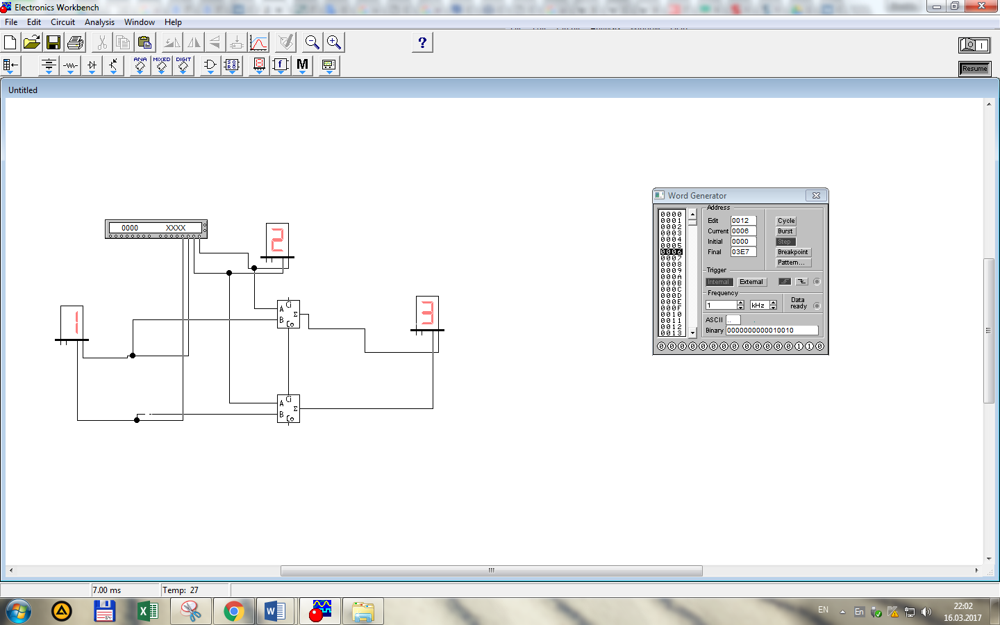 Electronics Workbench
File Edit Circuit Analysis Window Help
?
ANA MIXED DIGIT
f M
Resume
Untitled
0000 XXXX
2
1
3
A Ci Σ
B Co
A Ci Σ
B Co
Word Generator
0000
0001
0002
0003
0004
0005
0006
0007
0008
0009
000A
000B
000C
000D
000E
000F
0010
0011
0012
0013
Address
Edit 0012
Current 0006
Initial 0000
Final 03E7
Cycle
Burst
Step
Breakpoint
Pattern...
Trigger
Internal External
Frequency
1 kHz
Data ready
ASCII ..
Binary 0000000000010010
0 0 0 0 0 0 0 0 0 0 0 0 0 1 1 0
7.00 ms Temp: 27
64
EN
En
22:02
16.03.2017